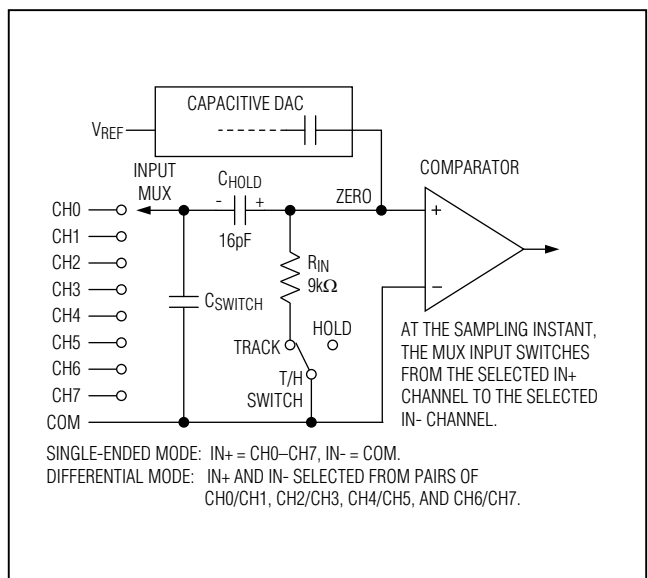 CAPACITIVE DAC
VREF
INPUT
MUX
CHOLD
ZERO
COMPARATOR
- +
16pF
+
−
CH0
CH1
CH2
CH3
CH4
CH5
CH6
CH7
COM
CSWITCH
RIN
9kΩ
HOLD
TRACK
T/H
SWITCH
AT THE SAMPLING INSTANT,
THE MUX INPUT SWITCHES
FROM THE SELECTED IN+
CHANNEL TO THE SELECTED
IN- CHANNEL.
SINGLE-ENDED MODE: IN+ = CH0–CH7, IN- = COM.
DIFFERENTIAL MODE: IN+ AND IN- SELECTED FROM PAIRS OF
CH0/CH1, CH2/CH3, CH4/CH5, AND CH6/CH7.